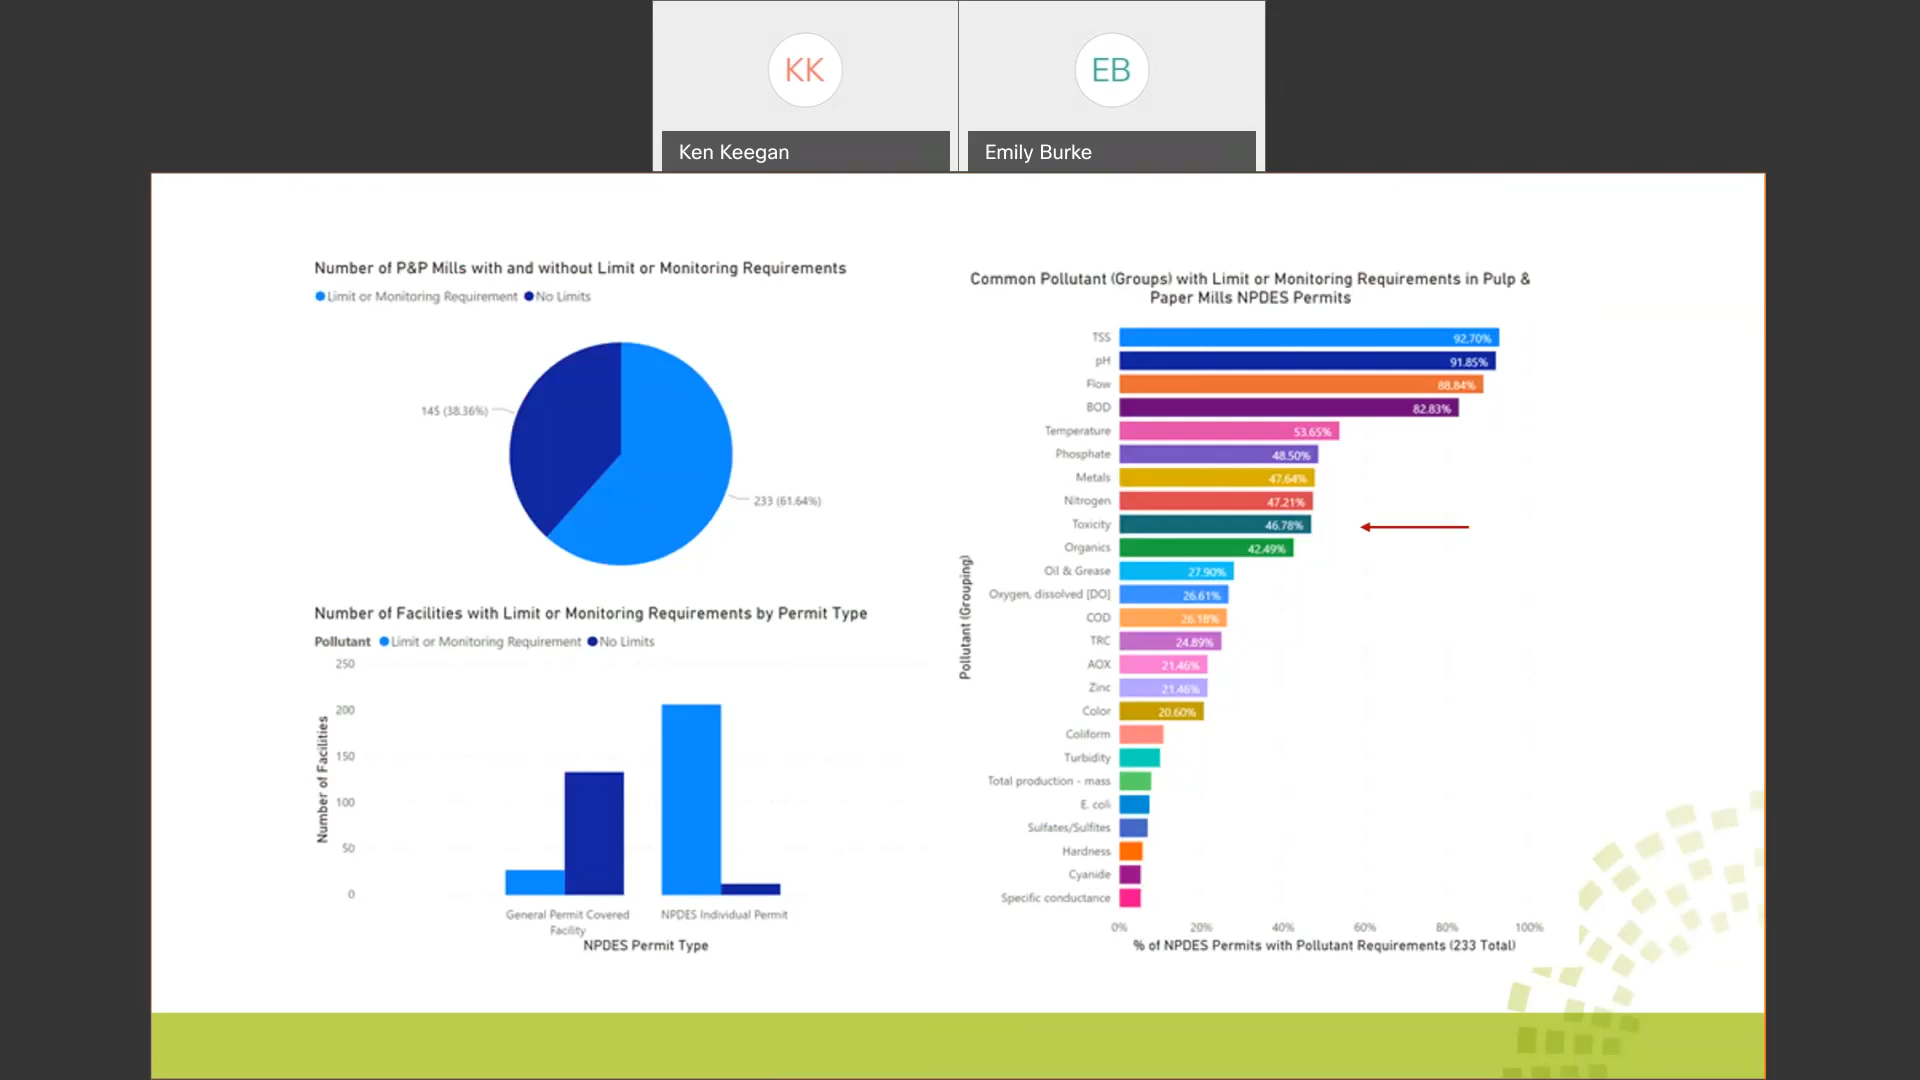 KK
EB
Ken Keegan
Emily Burke
Number of P&P Mills with and without Limit or Monitoring Requirements
Limit or Monitoring Requirement No Limits
145 (38.36%)
233 (61.64%)
Number of Facilities with Limit or Monitoring Requirements by Permit Type
Pollutant Limit or Monitoring Requirement No Limits
Number of Facilities
250
200
150
100
50
0
General Permit Covered
Facility
NPDES Individual Permit
NPDES Permit Type
Common Pollutant (Groups) with Limit or Monitoring Requirements in Pulp &
Paper Mills NPDES Permits
Pollutant (Grouping)
TSS 92.70%
pH 91.85%
Flow 88.84%
BOD 82.83%
Temperature 53.65%
Phosphate 48.50%
Metals 47.64%
Nitrogen 47.21%
Toxicity 46.78%
Organics 42.49%
Oil & Grease 27.90%
Oxygen, dissolved [DO] 26.61%
COD 26.18%
TRC 24.89%
AOX 21.46%
Zinc 21.46%
Color 20.60%
Coliform
Turbidity
Total production - mass
E. coli
Sulfates/Sulfites
Hardness
Cyanide
Specific conductance
0% 20% 40% 60% 80% 100%
% of NPDES Permits with Pollutant Requirements (233 Total)